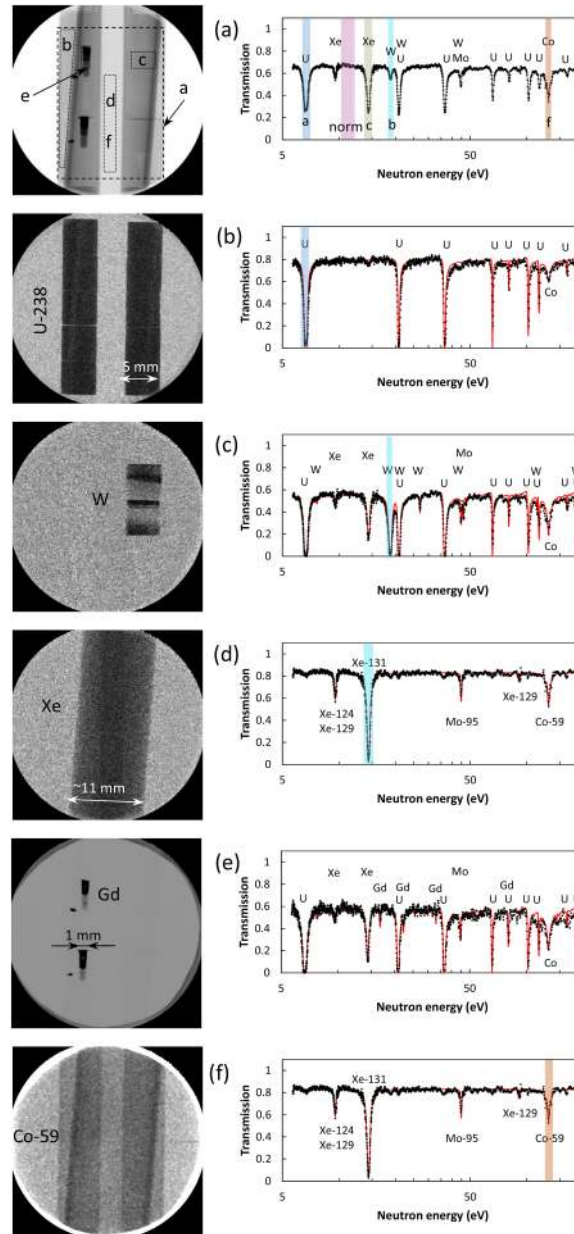 (a)
b
c
e
d
a
f
Transmission
Xe Xe W W Co
U W U U Mo U U U U U
1
0.8
0.6
0.4
0.2
0
a norm c b f
5 50
Neutron energy (eV)
(b)
U-238
5 mm
Transmission
U U U U U U U
1
0.8
0.6
0.4
0.2
0
Co
5 50
Neutron energy (eV)
(c)
W
Transmission
Xe Xe Mo
W W W W W W
U U U U U U U
1
0.8
0.6
0.4
0.2
0
Co
5 50
Neutron energy (eV)
(d)
Xe
~11 mm
Transmission
1
0.8
0.6
0.4
0.2
0
Xe-131
Xe-124
Xe-129
Mo-95
Xe-129
Co-59
5 50
Neutron energy (eV)
(e)
Gd
1 mm
Transmission
Xe Xe Mo
U Gd Gd Gd U Gd U
U U U U
1
0.8
0.6
0.4
0.2
0
Co
5 50
Neutron energy (eV)
(f)
Co-59
Transmission
1
0.8
0.6
0.4
0.2
0
Xe-131
Xe-124
Xe-129
Mo-95
Xe-129
Co-59
5 50
Neutron energy (eV)